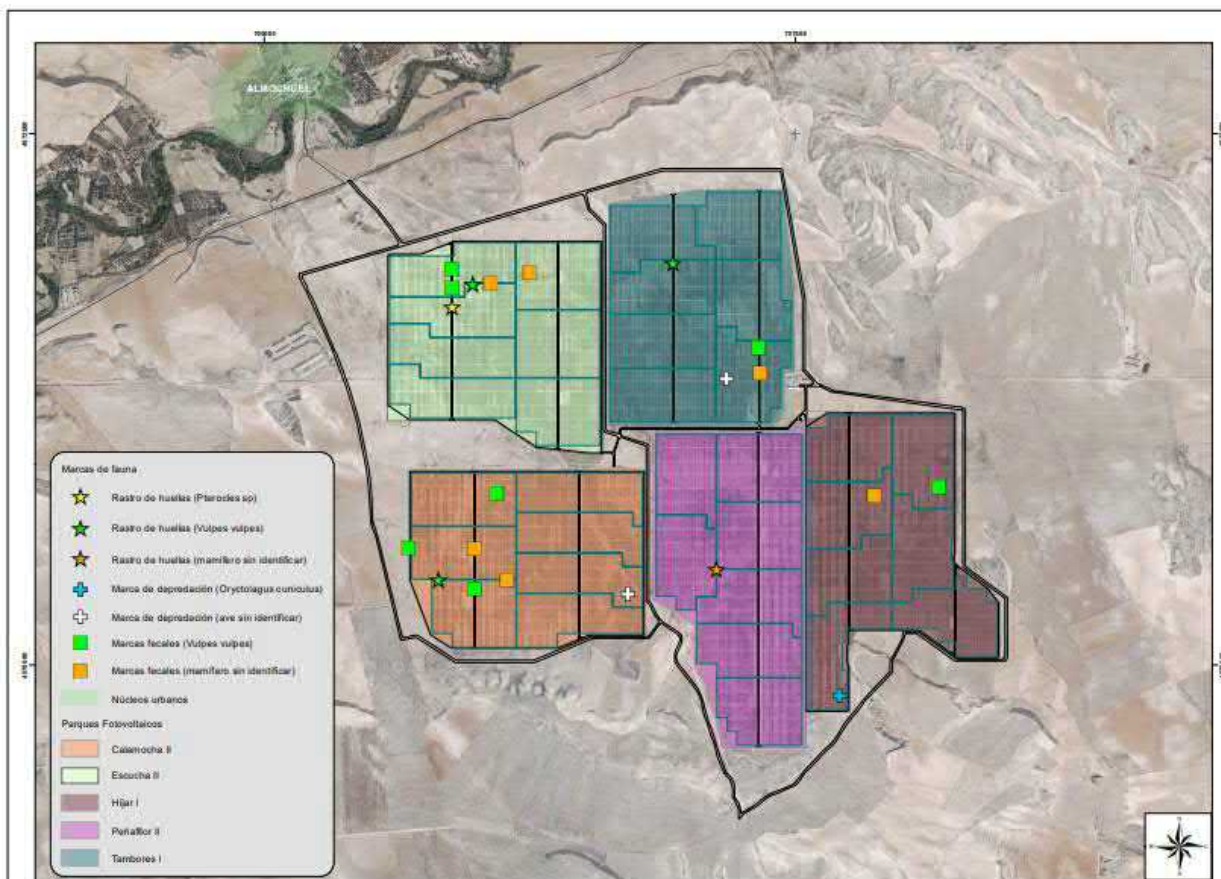 ALMOCHUEL
Marcas de fauna
Rastro de huellas (Pterocles sp)
Rastro de huellas (Vulpes vulpes)
Rastro de huellas (mamífero sin identificar)
Marca de depredación (Oryctolagus cuniculus)
Marca de depredación (ave sin identificar)
Marcas fecales (Vulpes vulpes)
Marcas fecales (mamífero sin identificar)
Núcleos urbanos
Parques Fotovoltaicos
Calamocha II
Escucha II
Híjar I
Peñaflor II
Tambores I